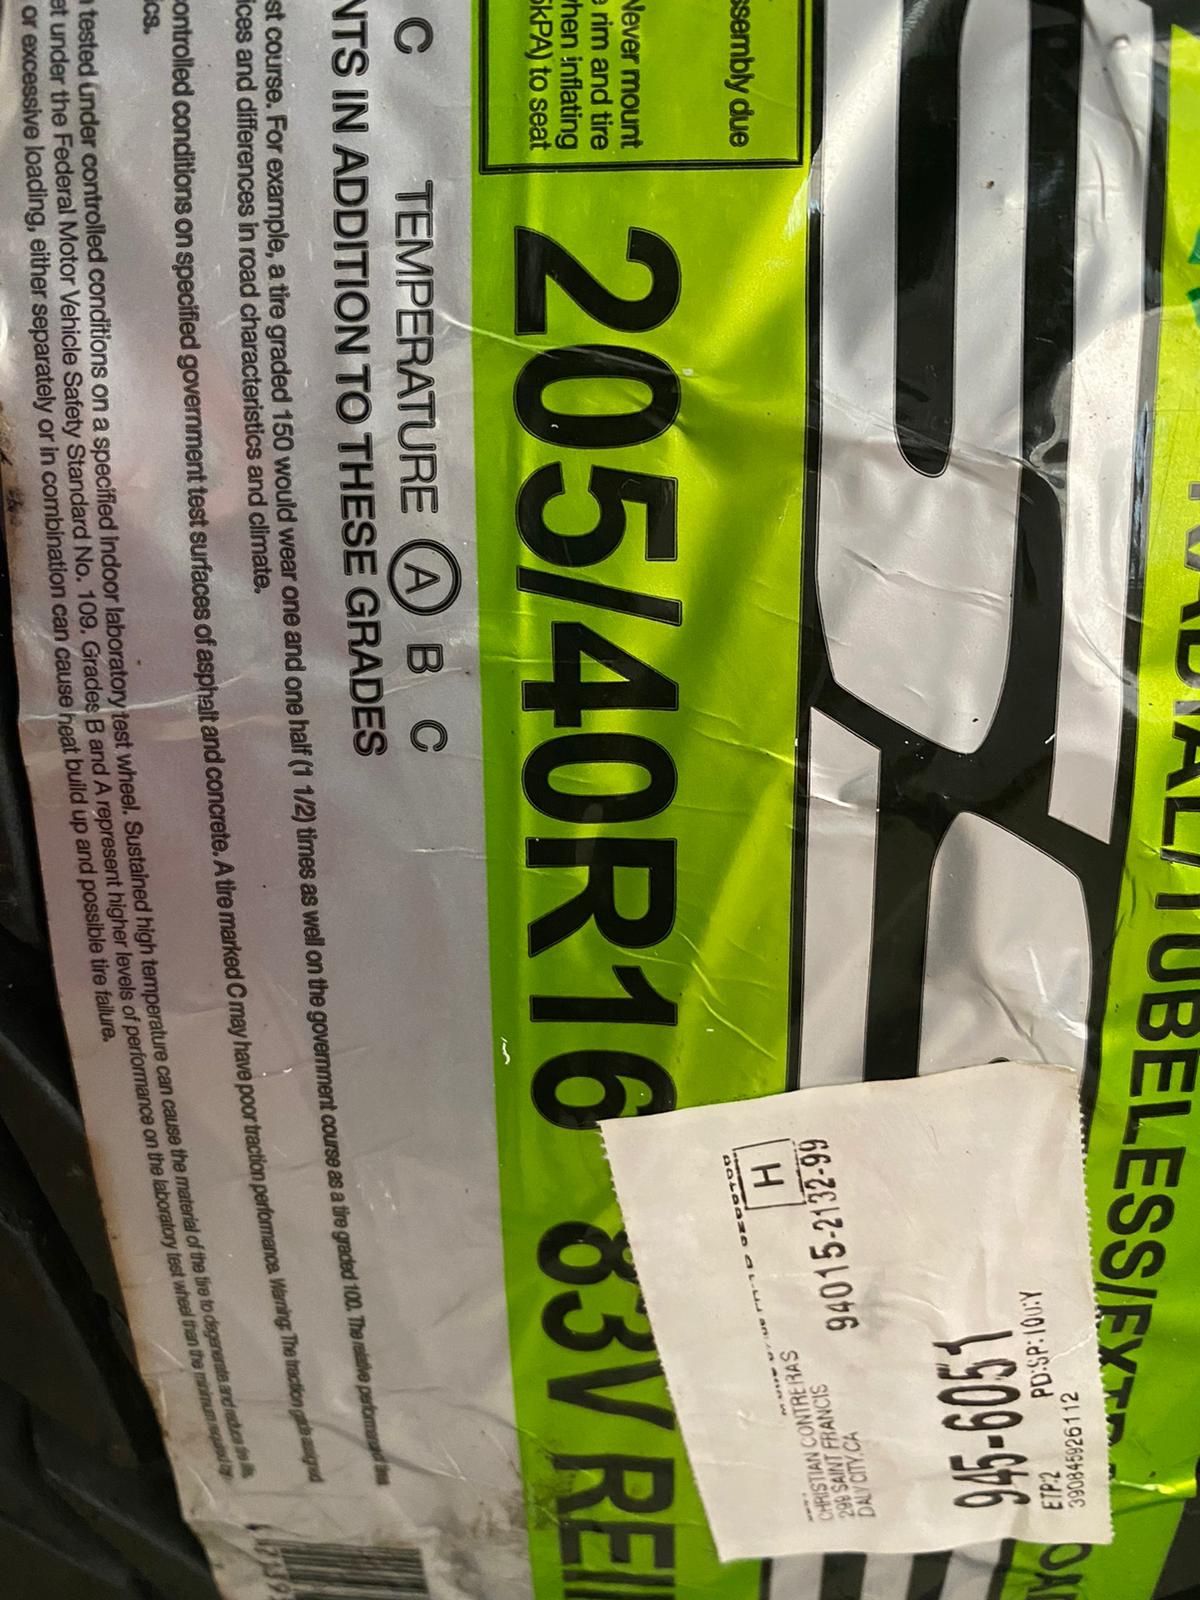 ssembly due
Never mount
e rim and tire
when inflating
5kPA) to seat
RADIAL/TUBELESS/EXTRA LOAD
205/40R16 83V REI
C TEMPERATURE A B C
NTS IN ADDITION TO THESE GRADES
st course. For example, a tire graded 150 would wear one and one half (1 1/2) times as well on the government course as a tire graded 100. The relative performance of tires
ices and differences in road characteristics and climate.
controlled conditions on specified government test surfaces of asphalt and concrete. A tire marked C may have poor traction performance. Warning: The traction grade assigned
ics.
n tested under controlled conditions on a specified indoor laboratory test wheel. Sustained high temperature can cause the material of the tire to degenerate and reduce tire life
et under the Federal Motor Vehicle Safety Standard No. 109. Grades B and A represent higher levels of performance on the laboratory test wheel than the minimum required by
or excessive loading, either separately or in combination can cause heat build up and possible tire failure.
H
94015-2132-99
CHRISTIAN CONTRERAS
299 SAINT FRANCIS
DALY CITY, CA
945-6051
ETP:2 PD:SP:10U:Y
390845926112